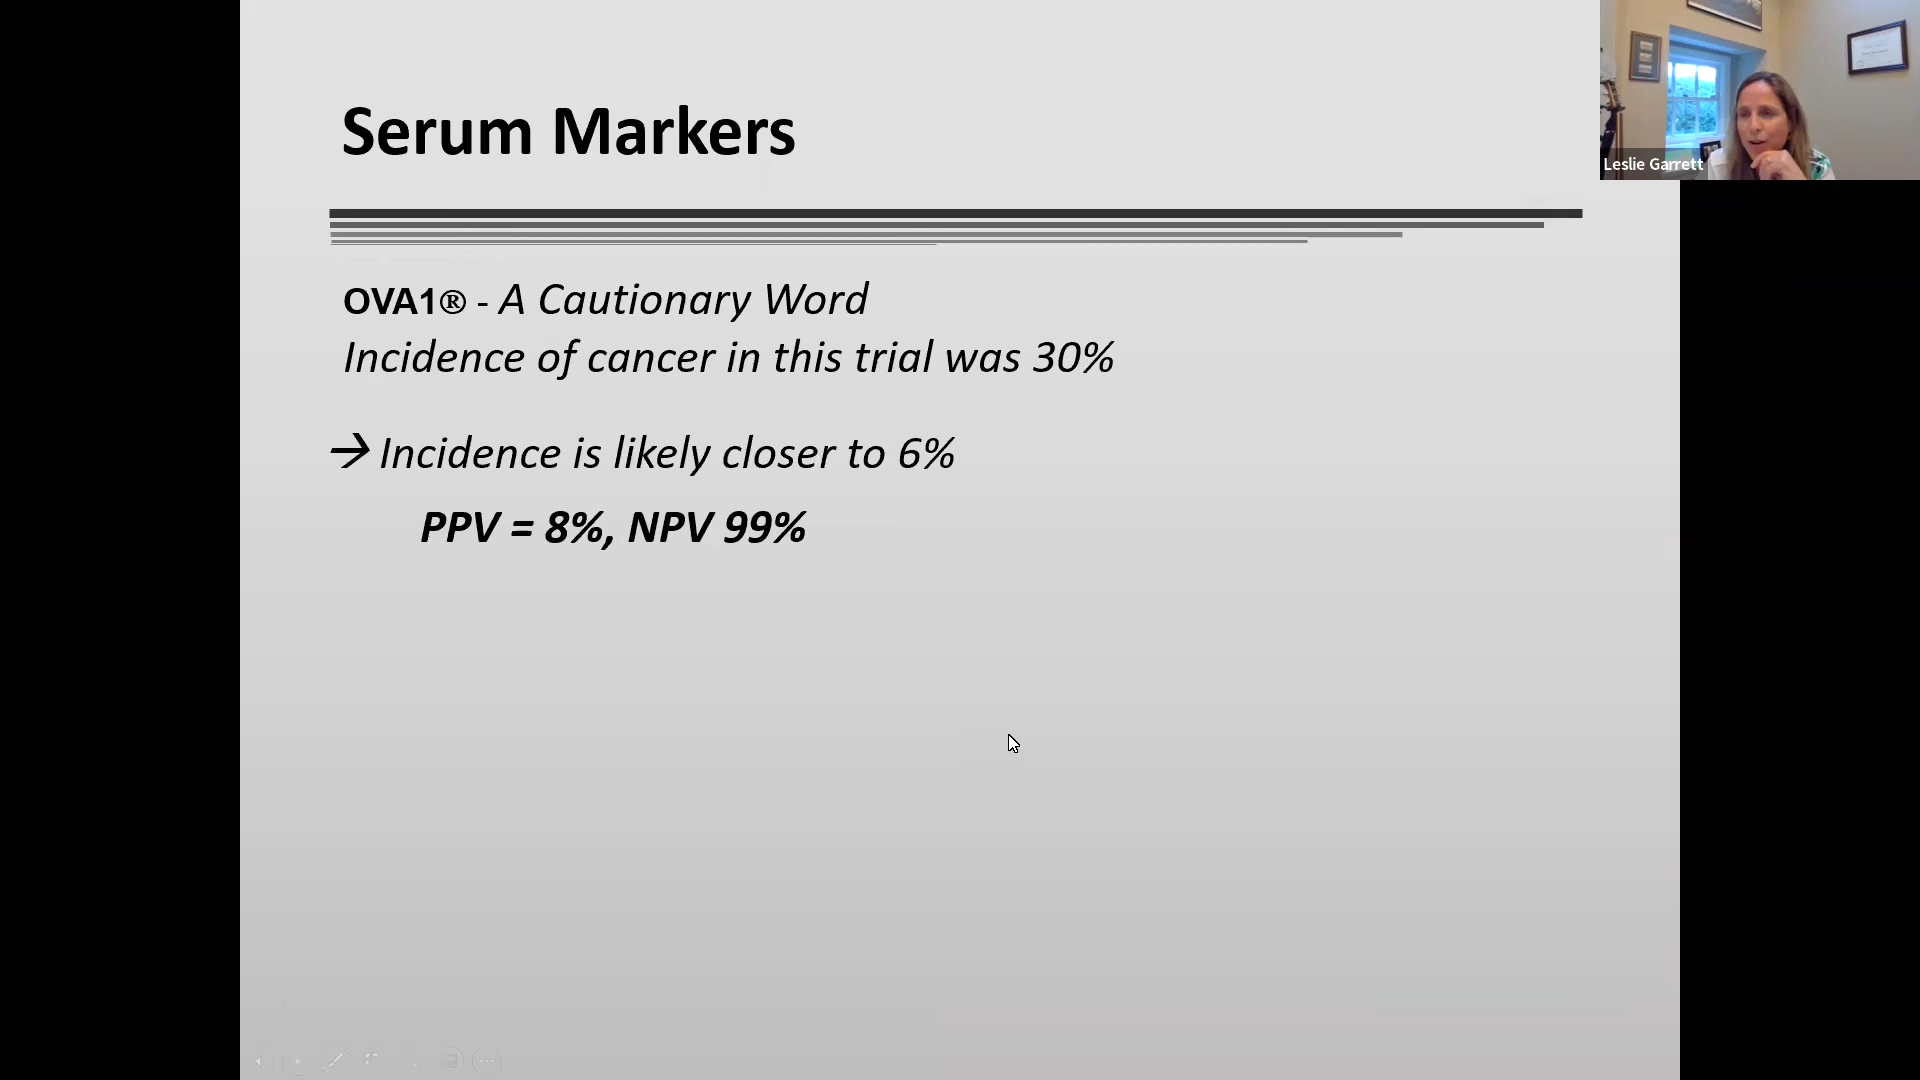 Serum Markers
Leslie Garrett
OVA1® - A Cautionary Word
Incidence of cancer in this trial was 30%
→ Incidence is likely closer to 6%
PPV = 8%, NPV 99%